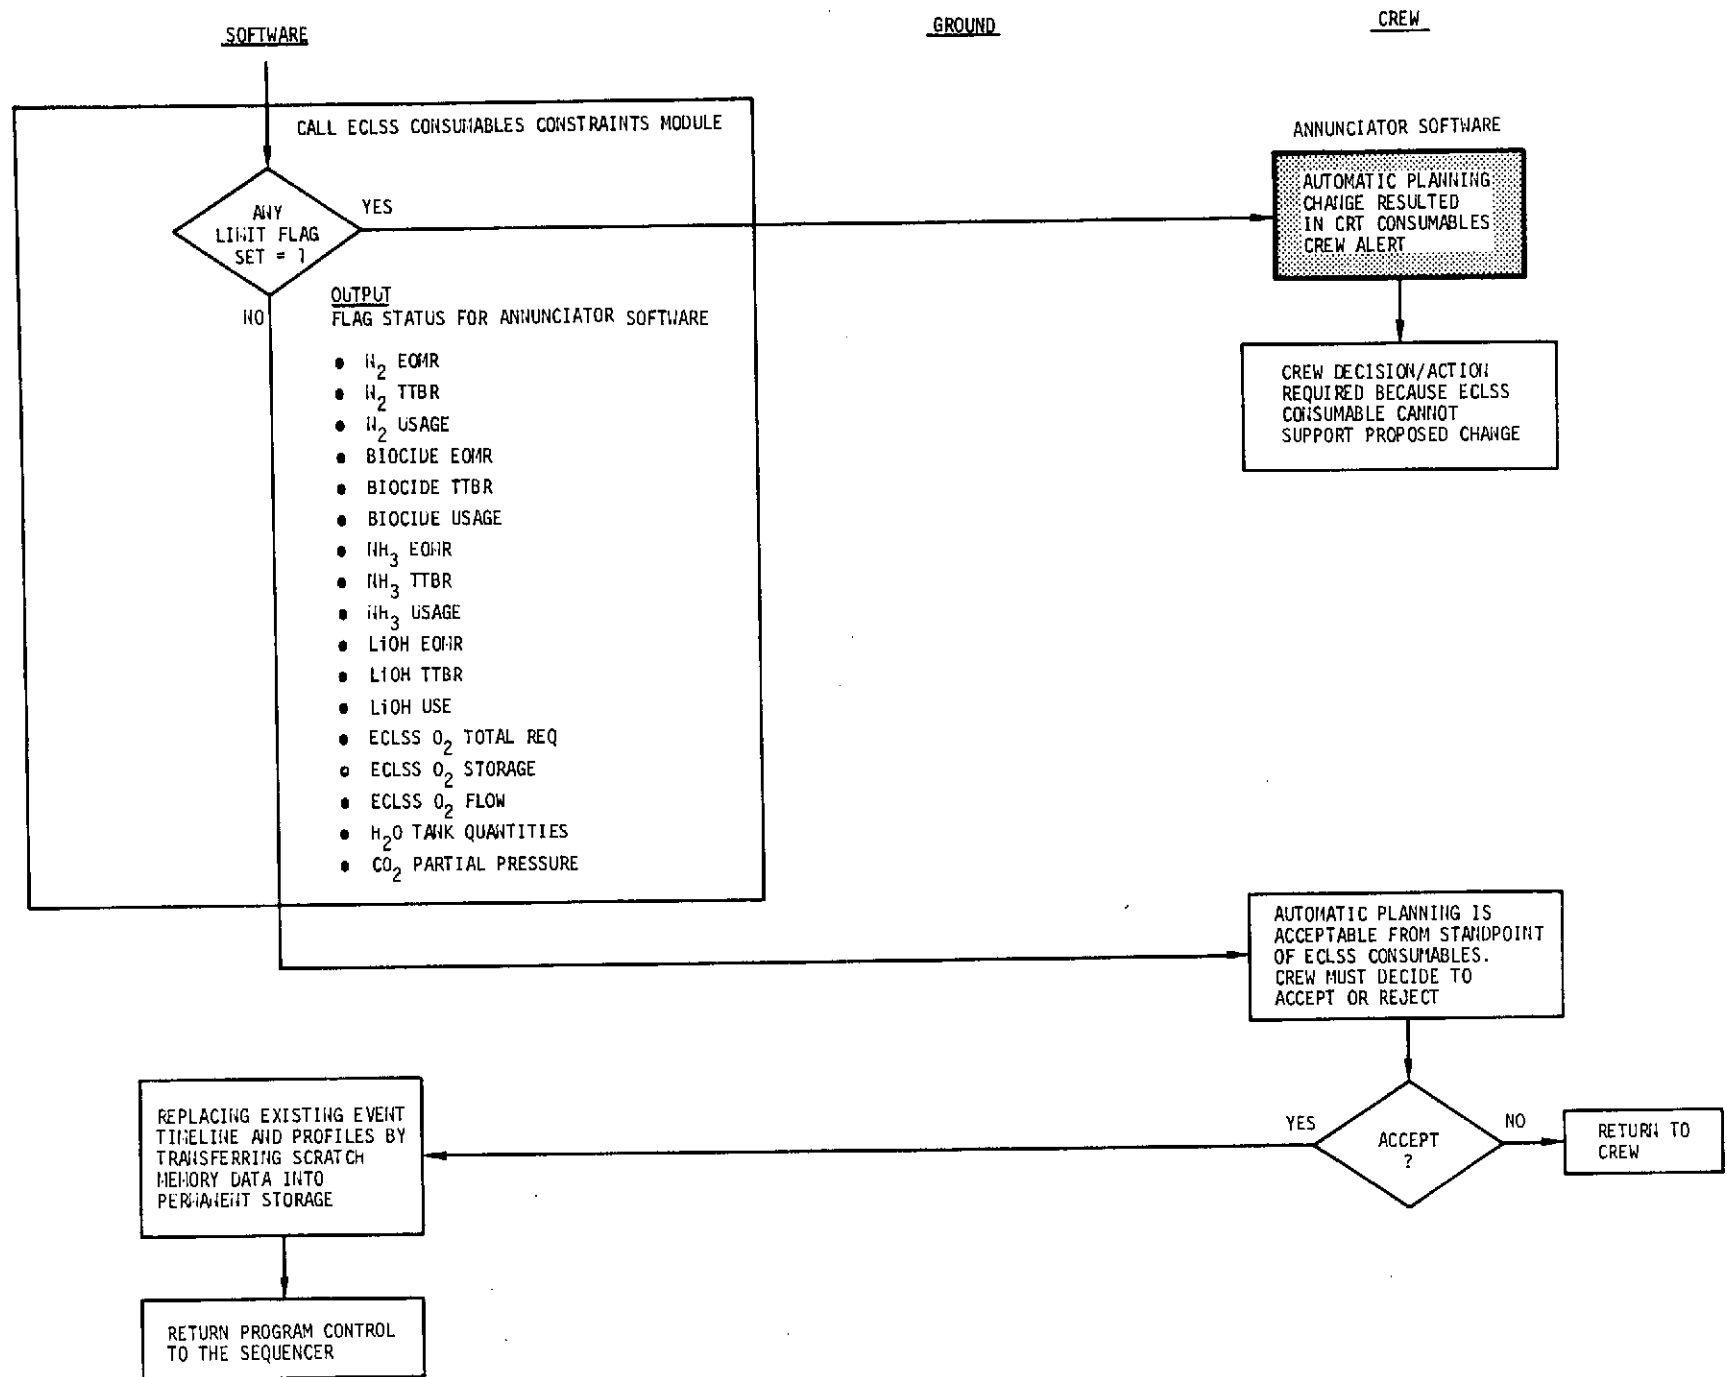 SOFTWARE
GROUND
CREW
CALL ECLSS CONSUMABLES CONSTRAINTS MODULE
ANY
LIMIT FLAG
SET = 1
YES
NO
OUTPUT
FLAG STATUS FOR ANNUNCIATOR SOFTWARE
• N2 EOMR
• N2 TTBR
• N2 USAGE
• BIOCIDE EOMR
• BIOCIDE TTBR
• BIOCIDE USAGE
• NH3 EOMR
• NH3 TTBR
• NH3 USAGE
• LiOH EOMR
• LiOH TTBR
• LiOH USE
• ECLSS O2 TOTAL REQ
• ECLSS O2 STORAGE
• ECLSS O2 FLOW
• H2O TANK QUANTITIES
• CO2 PARTIAL PRESSURE
ANNUNCIATOR SOFTWARE
AUTOMATIC PLANNING
CHANGE RESULTED
IN CRT CONSUMABLES
CREW ALERT
CREW DECISION/ACTION
REQUIRED BECAUSE ECLSS
CONSUMABLE CANNOT
SUPPORT PROPOSED CHANGE
AUTOMATIC PLANNING IS
ACCEPTABLE FROM STANDPOINT
OF ECLSS CONSUMABLES.
CREW MUST DECIDE TO
ACCEPT OR REJECT
ACCEPT
?
YES
NO
RETURN TO
CREW
REPLACING EXISTING EVENT
TIMELINE AND PROFILES BY
TRANSFERRING SCRATCH
MEMORY DATA INTO
PERMANENT STORAGE
RETURN PROGRAM CONTROL
TO THE SEQUENCER